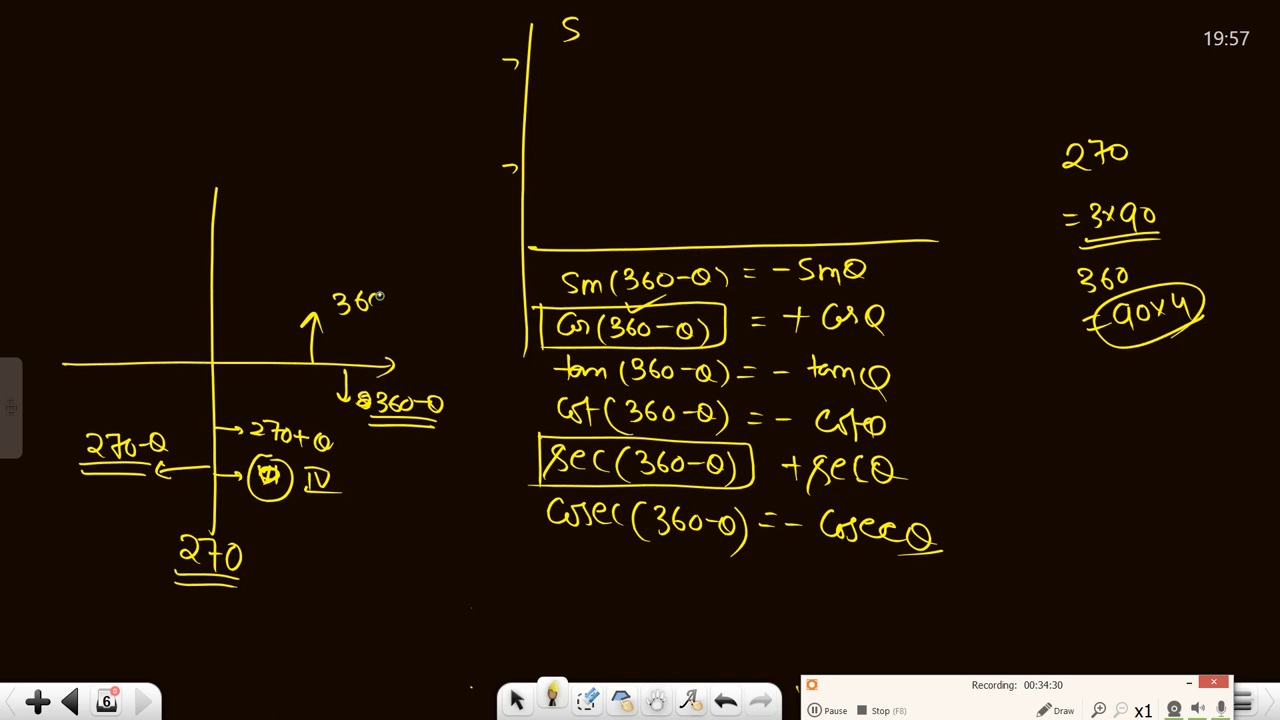 19:57
S
270
= 3×90
360
= 90×4
Sin(360-θ) = - Sinθ
Cos(360-θ) = + Cosθ
tan(360-θ) = - tanθ
Cot(360-θ) = - Cotθ
Sec(360-θ) + Secθ
Cosec(360-θ) = - Cosecθ
360
360-θ
270+θ
270-θ
IV
270
6
0
Recording: 00:34:30
Pause Stop (F8) Draw x1